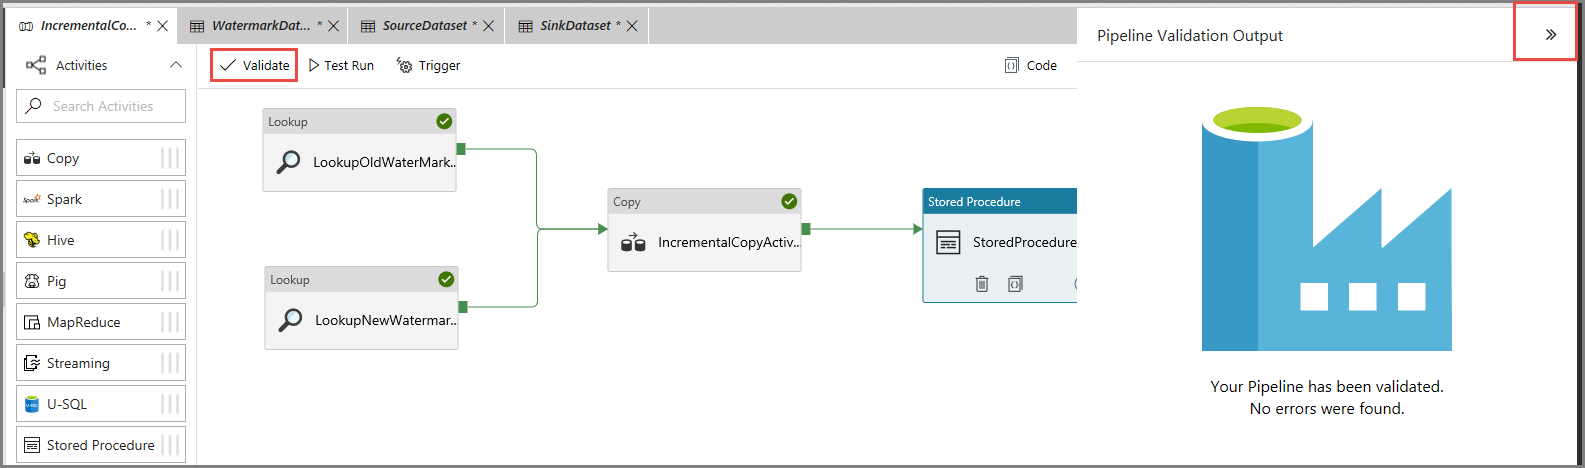 IncrementalCo... *
WatermarkDat... *
SourceDataset *
SinkDataset *
Pipeline Validation Output
Activities
Validate
Test Run
Trigger
Code
Search Activities
Copy
Spark
Hive
Pig
MapReduce
Streaming
U-SQL
Stored Procedure
Lookup
LookupOldWaterMark..
Lookup
LookupNewWatermar..
Copy
IncrementalCopyActiv..
Stored Procedure
StoredProcedure
Your Pipeline has been validated.
No errors were found.